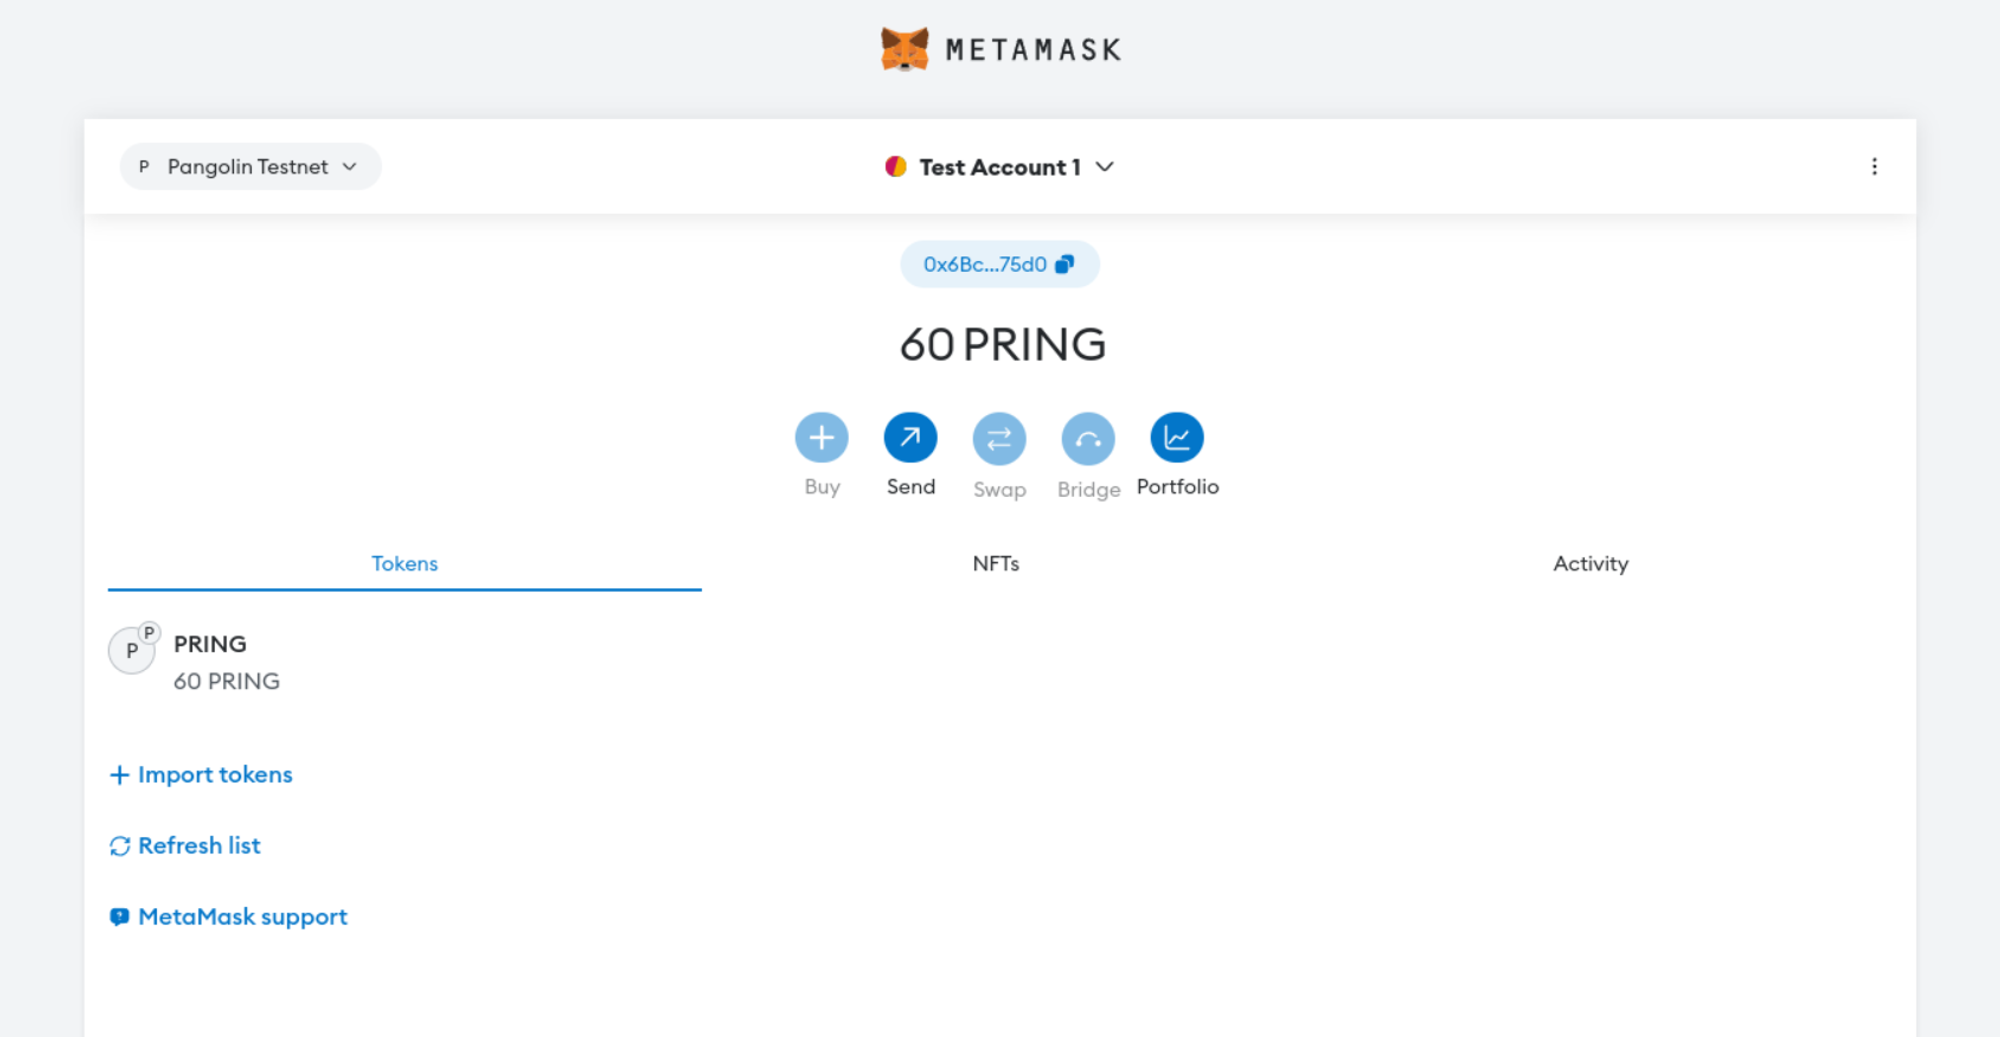 METAMASK
P Pangolin Testnet
Test Account 1
0x6Bc...75d0
60 PRING
Buy Send Swap Bridge Portfolio
Tokens NFTs Activity
P P PRING
60 PRING
Import tokens
Refresh list
MetaMask support